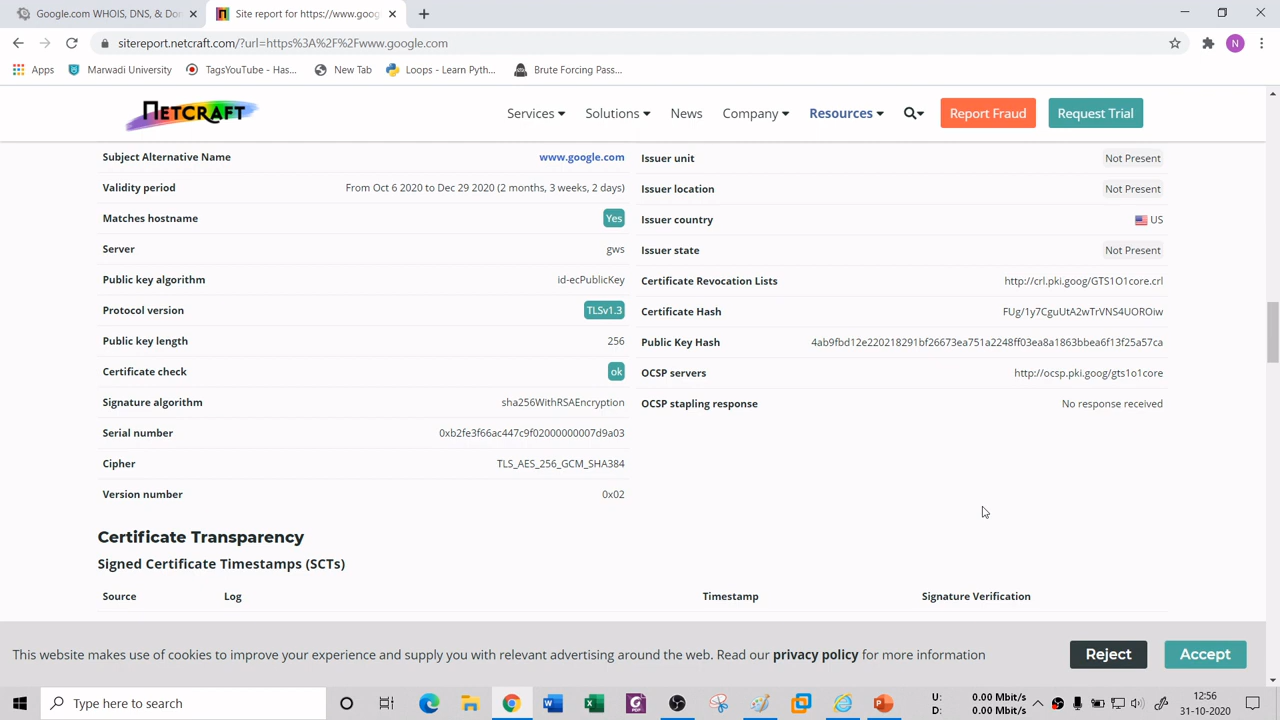 Google.com WHOIS, DNS, & Dom
Site report for https://www.goog
sitereport.netcraft.com/?url=https%3A%2F%2Fwww.google.com
N
Apps
Marwadi University
TagsYouTube - Has...
New Tab
Loops - Learn Pyth...
Brute Forcing Pass...
NETCRAFT
Services
Solutions
News
Company
Resources
Report Fraud
Request Trial
Subject Alternative Name
www.google.com
Validity period
From Oct 6 2020 to Dec 29 2020 (2 months, 3 weeks, 2 days)
Matches hostname
Yes
Server
gws
Public key algorithm
id-ecPublicKey
Protocol version
TLSv1.3
Public key length
256
Certificate check
ok
Signature algorithm
sha256WithRSAEncryption
Serial number
0xb2fe3f66ac447c9f02000000007d9a03
Cipher
TLS_AES_256_GCM_SHA384
Version number
0x02
Issuer unit
Not Present
Issuer location
Not Present
Issuer country
US
Issuer state
Not Present
Certificate Revocation Lists
http://crl.pki.goog/GTS1O1core.crl
Certificate Hash
FUg/1y7CguUtA2wTrVNS4UOROiw
Public Key Hash
4ab9fbd12e220218291bf26673ea751a2248ff03ea8a1863bbea6f13f25a57ca
OCSP servers
http://ocsp.pki.goog/gts1o1core
OCSP stapling response
No response received
Certificate Transparency
Signed Certificate Timestamps (SCTs)
Source Log Timestamp Signature Verification
This website makes use of cookies to improve your experience and supply you with relevant advertising around the web. Read our privacy policy for more information
Reject
Accept
Type here to search
U: 0.00 Mbit/s
D: 0.00 Mbit/s
12:56
31-10-2020